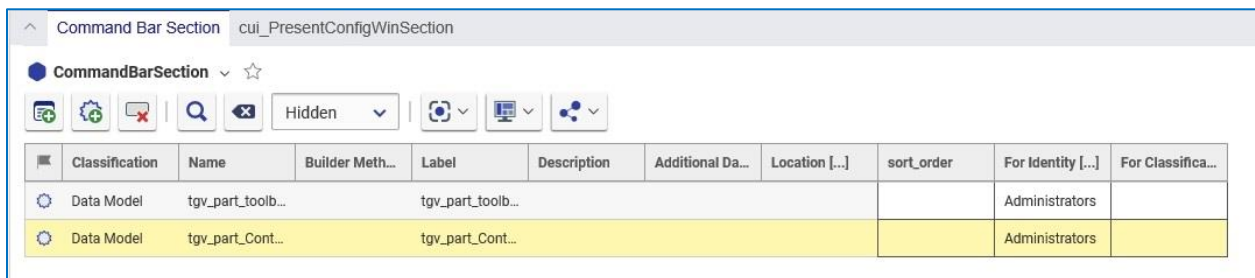 Command Bar Section cui_PresentConfigWinSection
CommandBarSection
Hidden
Classification Name Builder Meth... Label Description Additional Da... Location [...] sort_order For Identity [...] For Classifica...
Data Model tgv_part_toolb... tgv_part_toolb... Administrators
Data Model tgv_part_Cont... tgv_part_Cont... Administrators